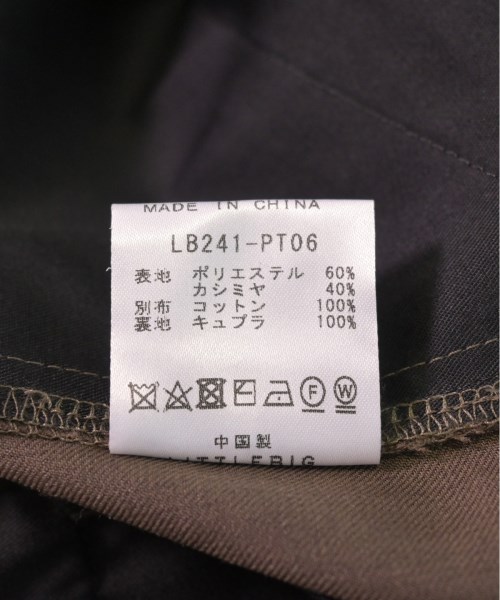 MADE IN CHINA
LB241-PT06
表地 ポリエステル 60%
カシミヤ 40%
別布 コットン 100%
裏地 キュプラ 100%
F W
中国製
LITTLEBIG